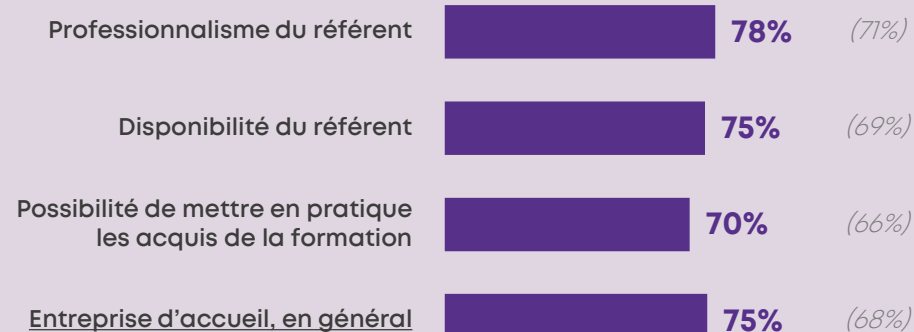 Professionnalisme du référent 78% (71%)
Disponibilité du référent 75% (69%)
Possibilité de mettre en pratique
les acquis de la formation 70% (66%)
Entreprise d'accueil, en général 75% (68%)